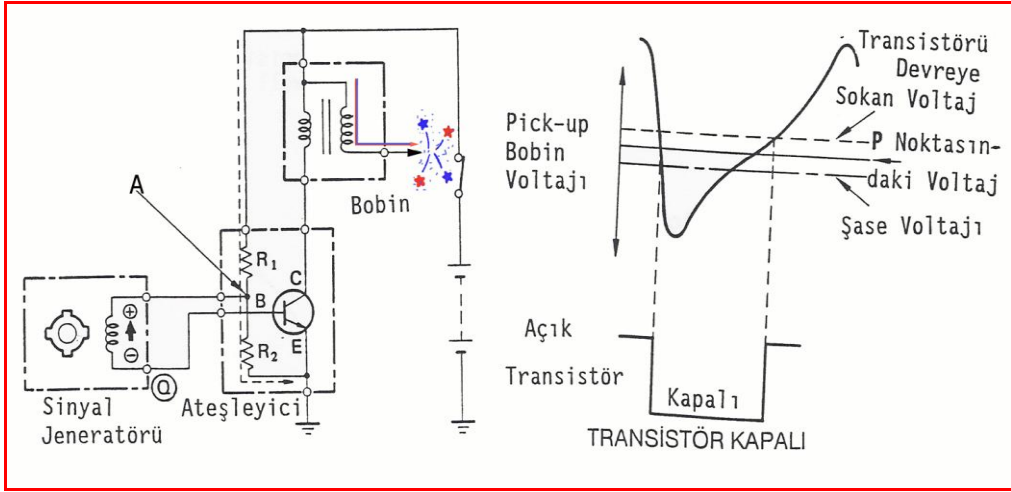 A
R1
C
B
E
R2
Q
Sinyal
Jeneratörü
Ateşleyici
Bobin
Pick-up
Bobin
Voltajı
Transistörü
Devreye
Sokan Voltaj
P Noktasın-
daki Voltaj
Şase Voltajı
Açık
Transistör
Kapalı
TRANSİSTÖR KAPALI